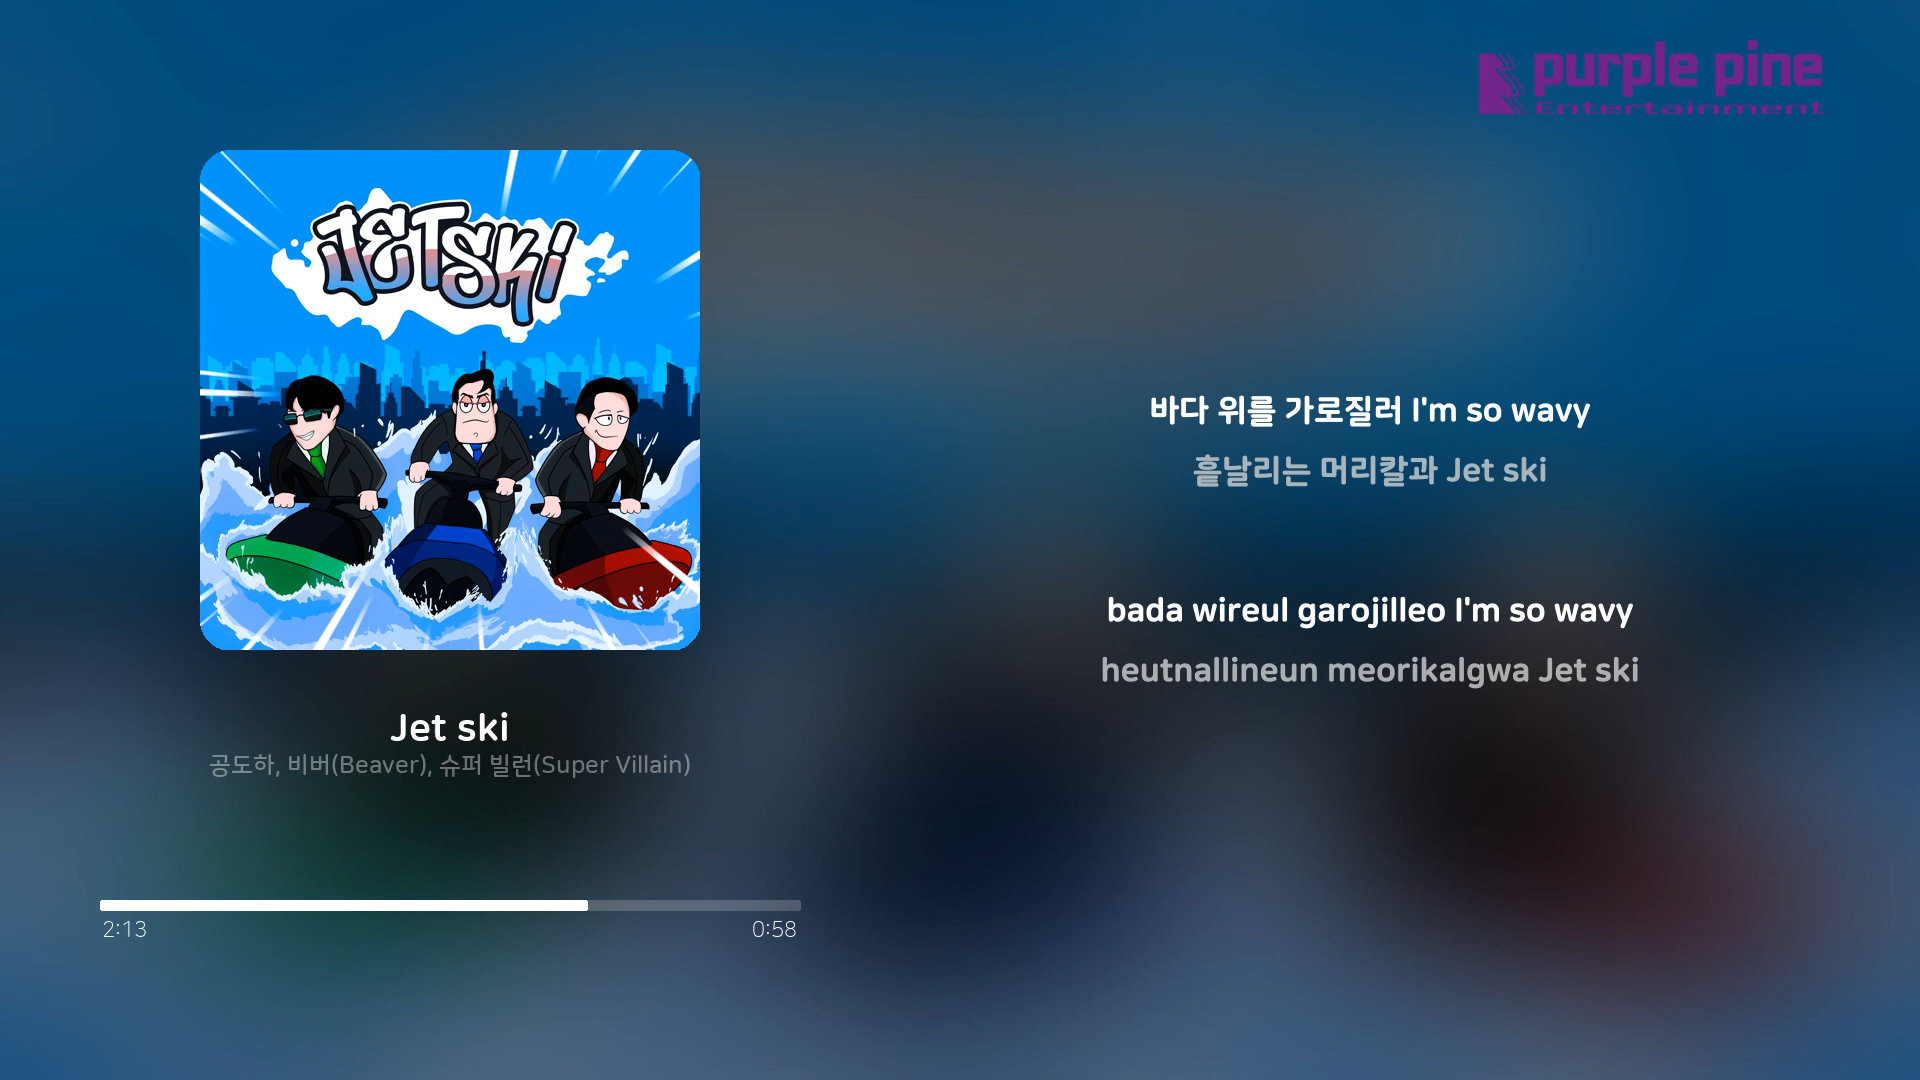 purple pine
Entertainment
JETSKi
바다 위를 가로질러 I'm so wavy
흩날리는 머리칼과 Jet ski
bada wireul garojilleo I'm so wavy
heutnallineun meorikalgwa Jet ski
Jet ski
공도하, 비버(Beaver), 슈퍼 빌런(Super Villain)
2:13
0:58